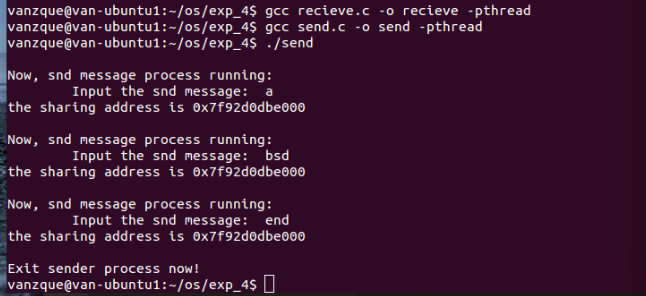 vanzque@van-ubuntu1:~/os/exp_4$ gcc recieve.c -o recieve -pthread
vanzque@van-ubuntu1:~/os/exp_4$ gcc send.c -o send -pthread
vanzque@van-ubuntu1:~/os/exp_4$ ./send
Now, snd message process running:
Input the snd message:  a
the sharing address is 0x7f92d0dbe000
Now, snd message process running:
Input the snd message:  bsd
the sharing address is 0x7f92d0dbe000
Now, snd message process running:
Input the snd message:  end
the sharing address is 0x7f92d0dbe000
Exit sender process now!
vanzque@van-ubuntu1:~/os/exp_4$